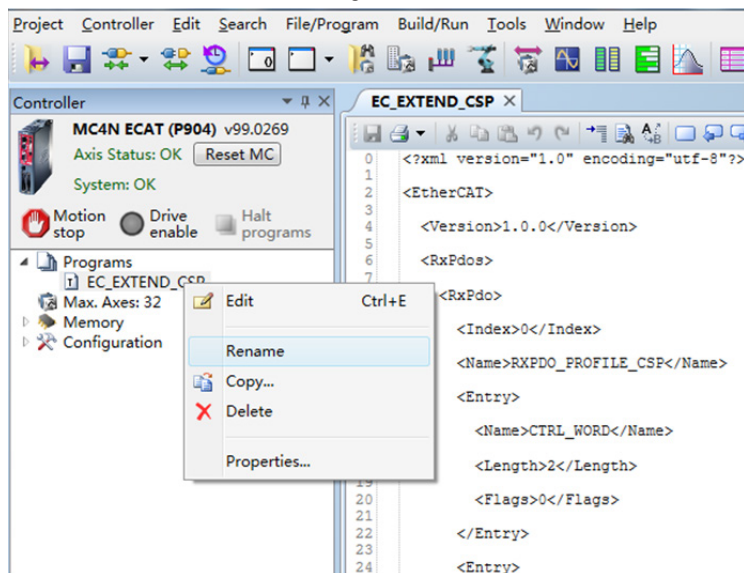 Project Controller Edit Search File/Program Build/Run Tools Window Help
Controller
MC4N ECAT (P904) v99.0269
Axis Status: OK Reset MC
System: OK
Motion stop
Drive enable
Halt programs
Programs
EC_EXTEND_CSP
Max. Axes: 32
Memory
Configuration
Edit Ctrl+E
Rename
Copy...
Delete
Properties...
EC_EXTEND_CSP
0 <?xml version="1.0" encoding="utf-8"?>
1
2 <EtherCAT>
3
4 <Version>1.0.0</Version>
5
6 <RxPdos>
7
<RxPdo>
<Index>0</Index>
<Name>RXPDO_PROFILE_CSP</Name>
<Entry>
<Name>CTRL_WORD</Name>
<Length>2</Length>
19
20 <Flags>0</Flags>
21
22 </Entry>
23
24 <Entry>